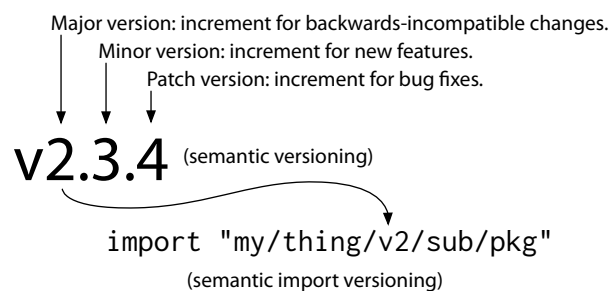 Major version: increment for backwards-incompatible changes.
Minor version: increment for new features.
Patch version: increment for bug fixes.
v2.3.4 (semantic versioning)
import "my/thing/v2/sub/pkg"
(semantic import versioning)